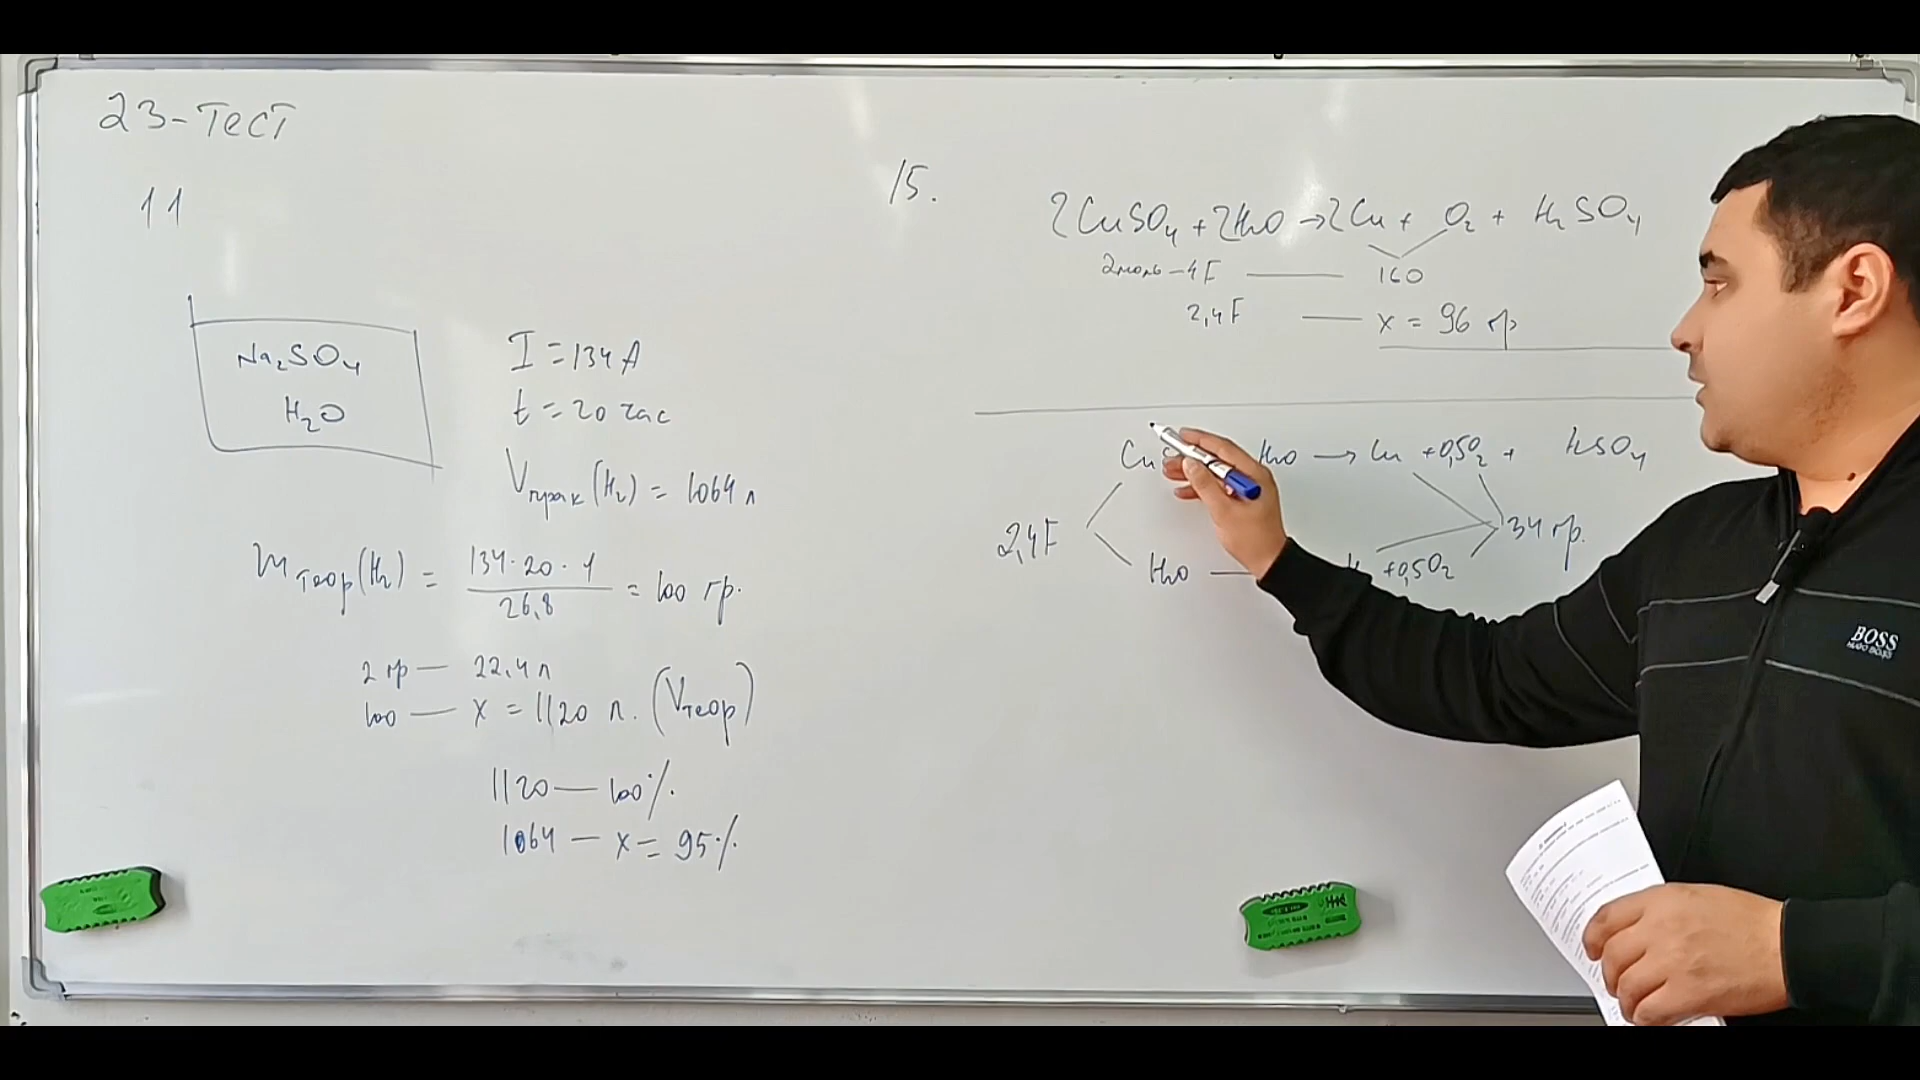 23-Тест
11
Na₂SO₄
H₂O
I = 134 A
t = 20 час
Vпрак (H₂) = 1064 л
mтеор(H₂) = 134·20·1 / 26,8 = 100 гр.
2 гр — 22,4 л
100 — x = 1120 л. (Vтеор)
1120 — 100%
1064 — x = 95%
15.
2CuSO₄ + 2H₂O → 2Cu + O₂ + H₂SO₄
2моль – 4F — 160
2,4F — x = 96 гр
H₂O → Cu + 0,5O₂ + H₂SO₄
2,4F
34 гр.
H₂O — +0,5O₂
BOSS
HUGO BOSS